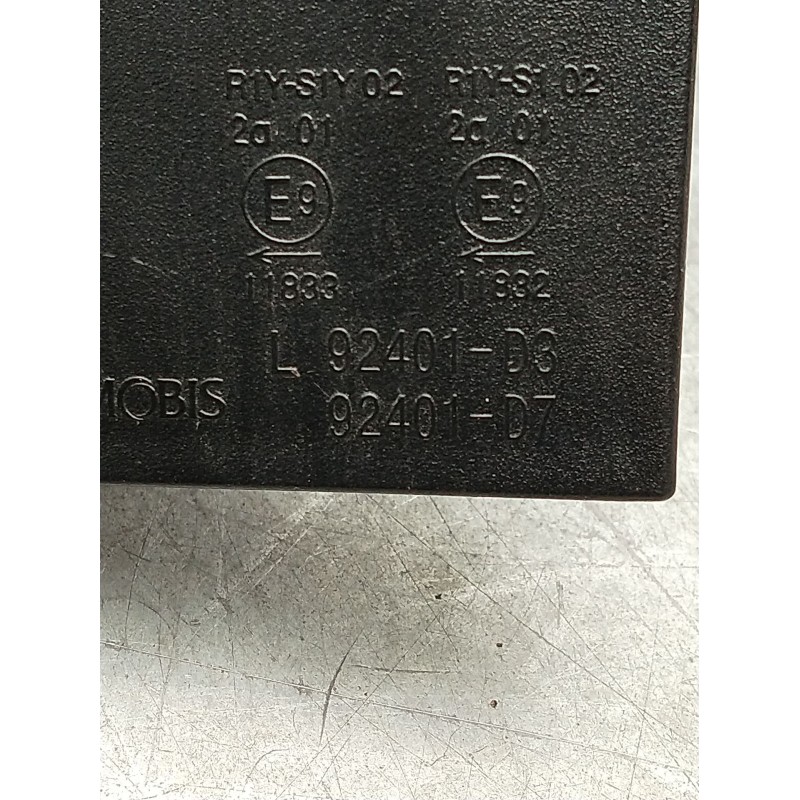 R1Y-S1Y 02 R1Y-S1 02
2a 01 2a 01
E9 E9
11833 11832
L 92401-D3
MOBIS 92401-D7